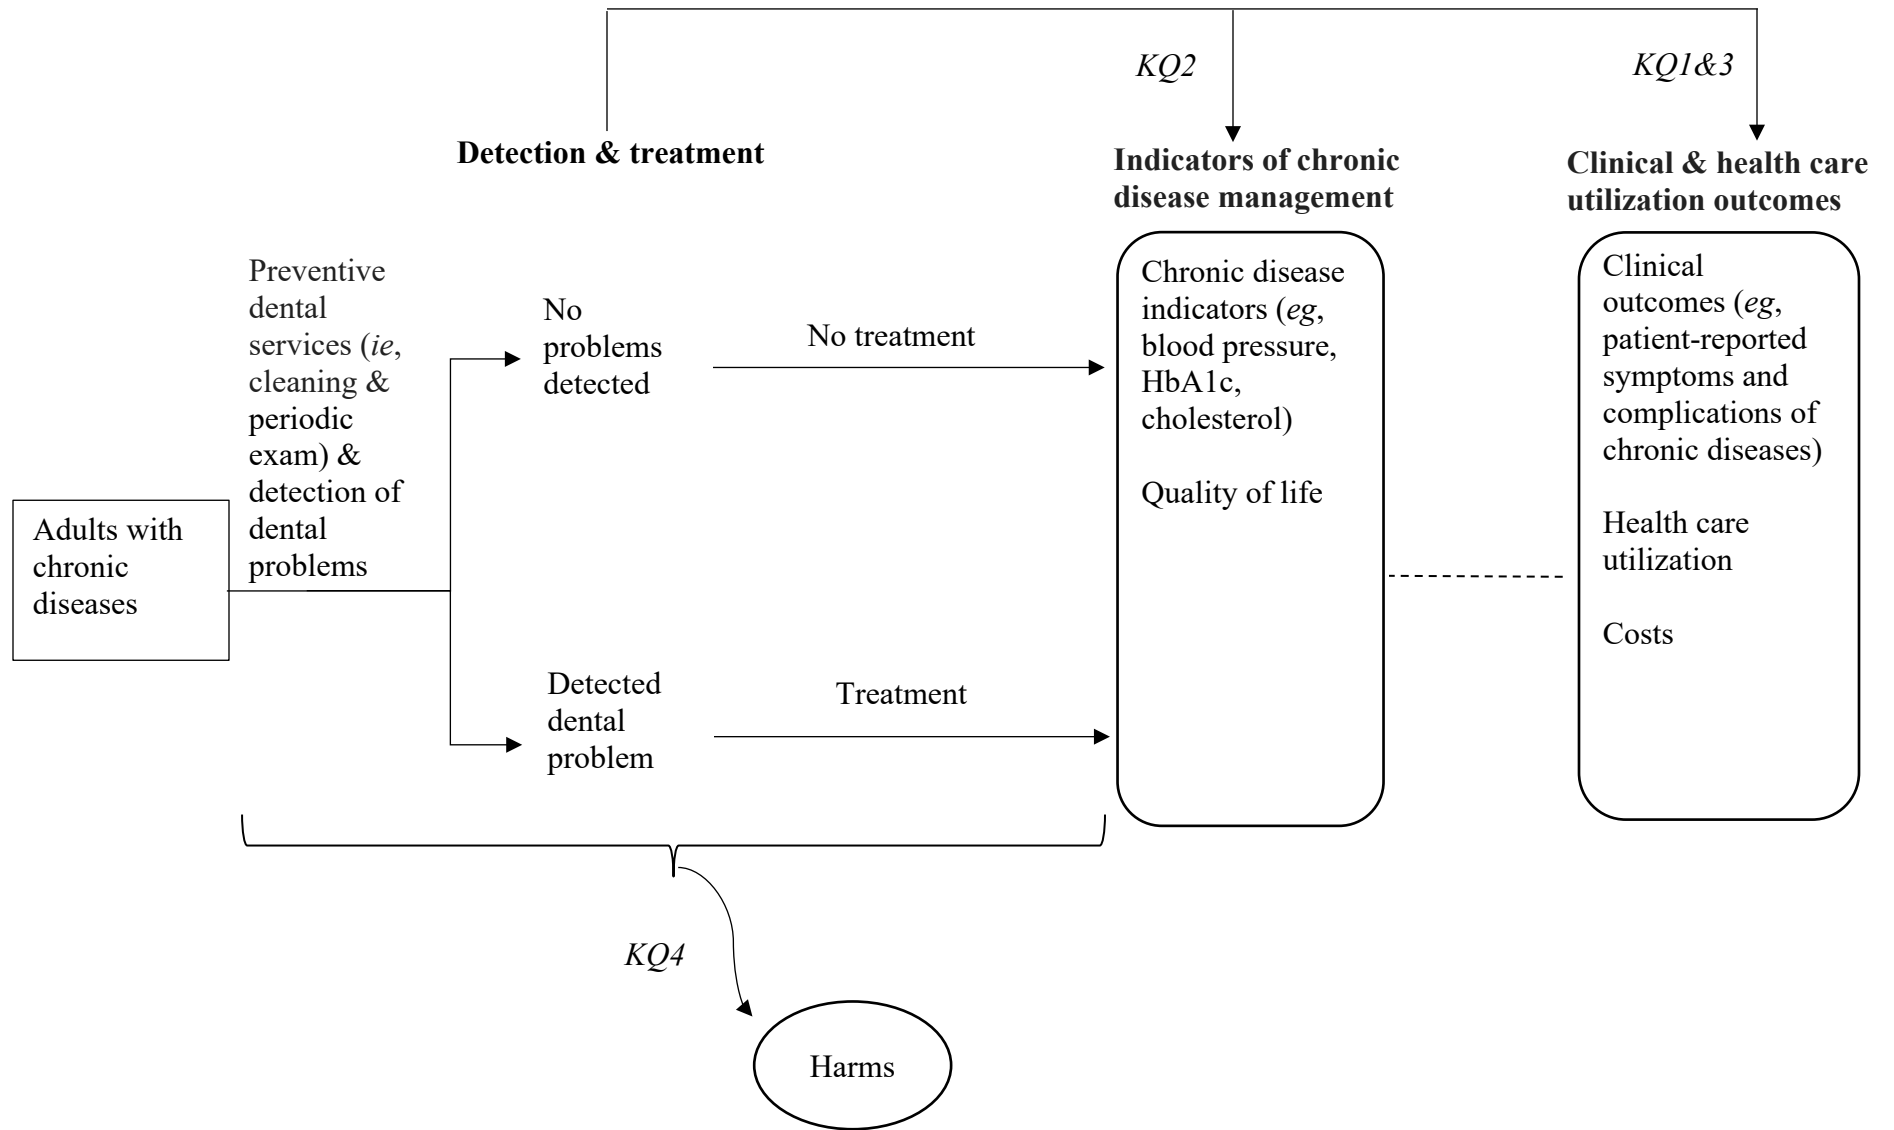 KQ2
KQ1&3
Detection & treatment
Indicators of chronic
disease management
Clinical & health care
utilization outcomes
Preventive
dental
services (ie,
cleaning &
periodic
exam) &
detection of
dental
problems
Adults with
chronic
diseases
No
problems
detected
No treatment
Detected
dental
problem
Treatment
Chronic disease
indicators (eg,
blood pressure,
HbA1c,
cholesterol)
Quality of life
Clinical
outcomes (eg,
patient-reported
symptoms and
complications of
chronic diseases)
Health care
utilization
Costs
KQ4
Harms